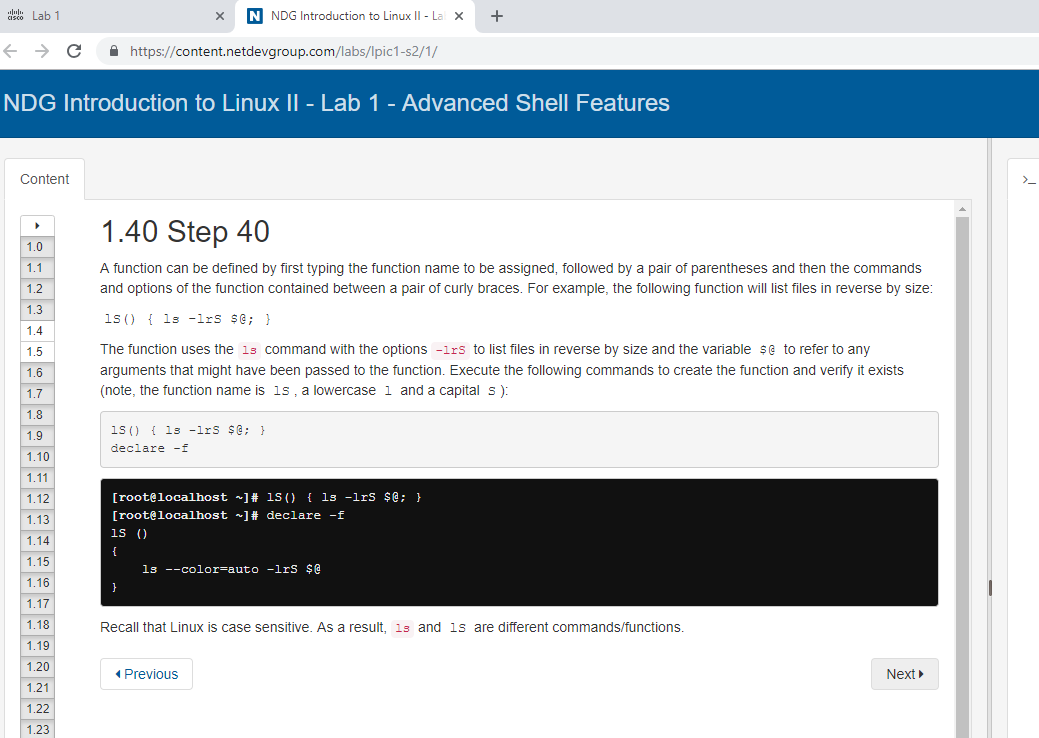 cisco Lab 1
N NDG Introduction to Linux II - La
https://content.netdevgroup.com/labs/lpic1-s2/1/
NDG Introduction to Linux II - Lab 1 - Advanced Shell Features
Content
>_
1.0
1.1
1.2
1.3
1.4
1.5
1.6
1.7
1.8
1.9
1.10
1.11
1.12
1.13
1.14
1.15
1.16
1.17
1.18
1.19
1.20
1.21
1.22
1.23
1.40 Step 40
A function can be defined by first typing the function name to be assigned, followed by a pair of parentheses and then the commands
and options of the function contained between a pair of curly braces. For example, the following function will list files in reverse by size:
lS() { ls -lrS $@; }
The function uses the ls command with the options -lrS to list files in reverse by size and the variable $@ to refer to any
arguments that might have been passed to the function. Execute the following commands to create the function and verify it exists
(note, the function name is lS , a lowercase l and a capital S ):
lS() { ls -lrS $@; }
declare -f
[root@localhost ~]# lS() { ls -lrS $@; }
[root@localhost ~]# declare -f
lS ()
{
    ls --color=auto -lrS $@
}
Recall that Linux is case sensitive. As a result, ls and lS are different commands/functions.
Previous
Next